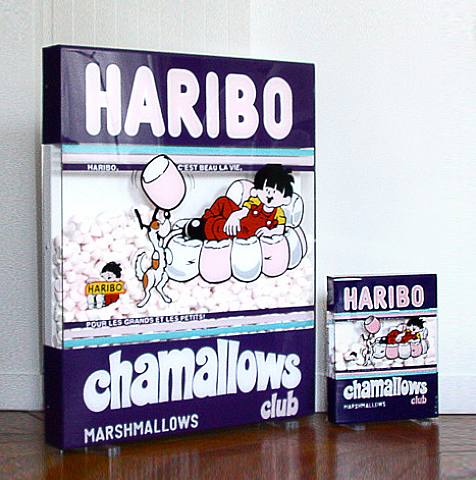 HARIBO
HARIBO, C'EST BEAU LA VIE,
HARIBO
POUR LES GRANDS ET LES PETITS!
chamallows
club
MARSHMALLOWS
HARIBO
chamallows
club
MARSHMALLOWS